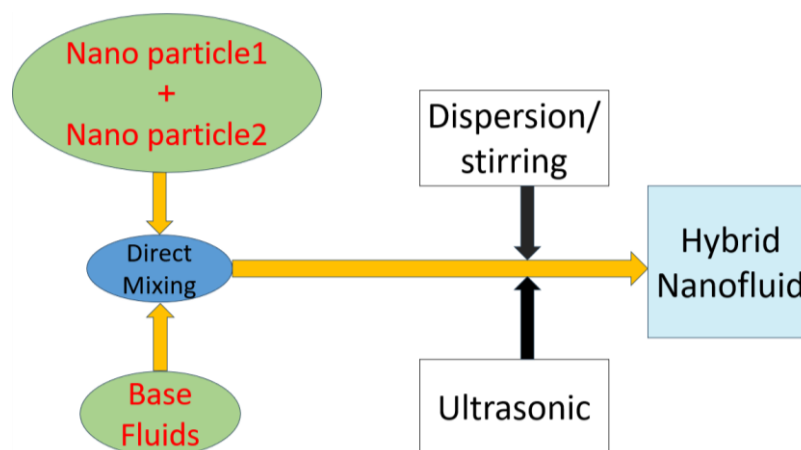 Nano particle1
+
Nano particle2
Direct
Mixing
Base
Fluids
Dispersion/
stirring
Ultrasonic
Hybrid
Nanofluid